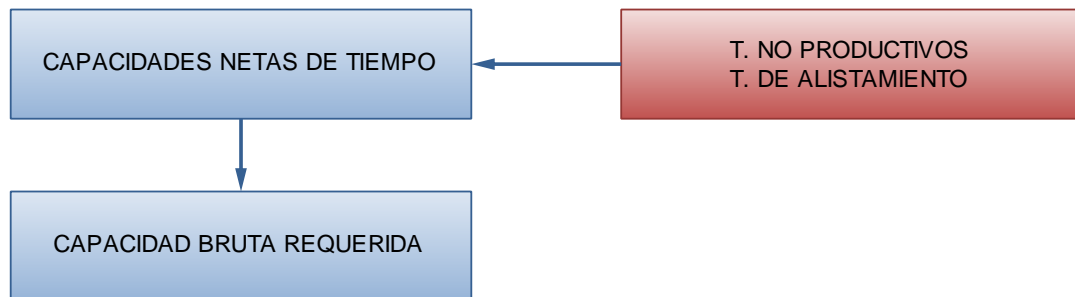 CAPACIDADES NETAS DE TIEMPO
T. NO PRODUCTIVOS
T. DE ALISTAMIENTO
CAPACIDAD BRUTA REQUERIDA